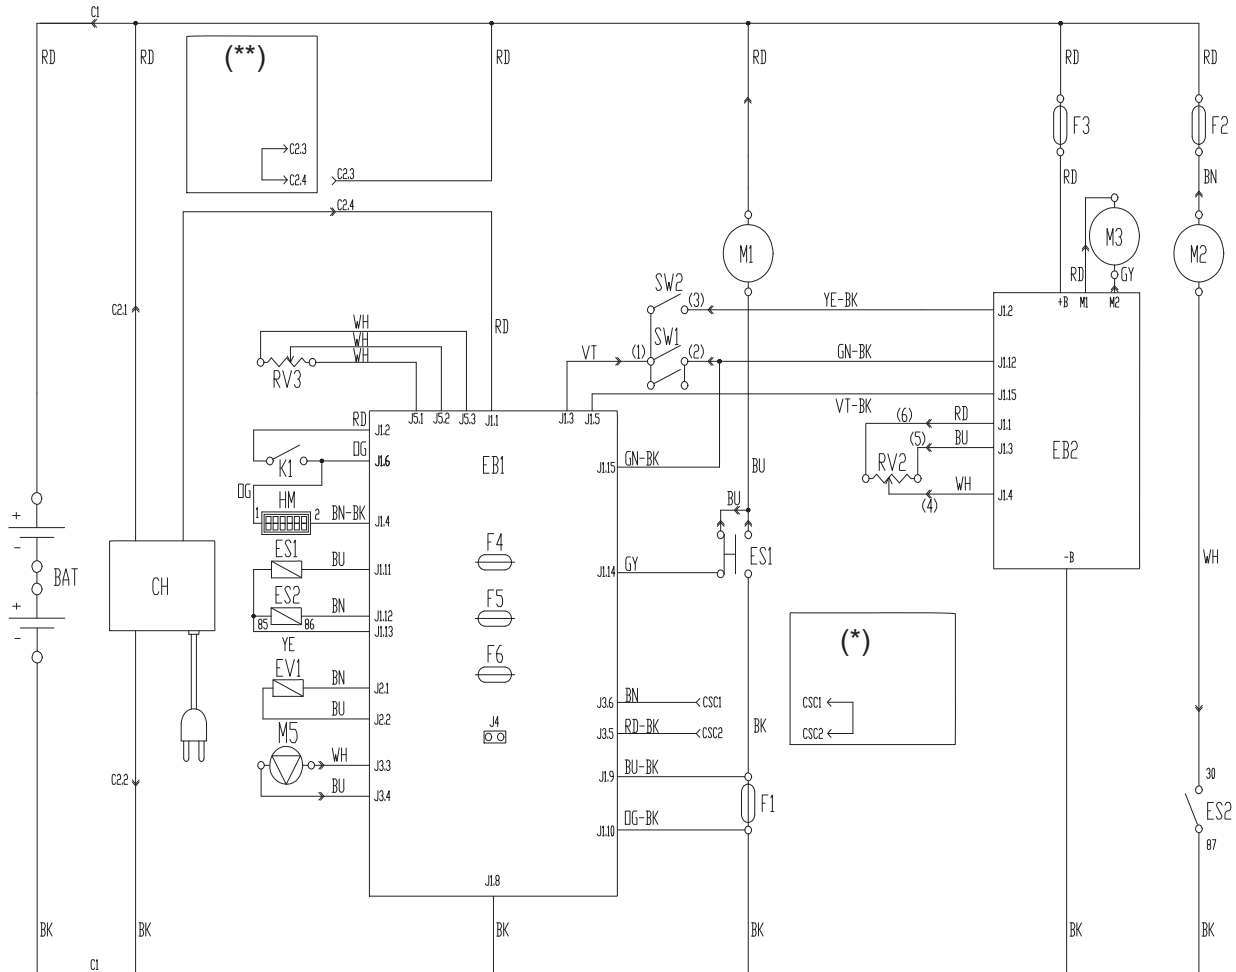 C1
RD RD (**) RD RD RD RD
F3 F2
C2.3
C2.4 C2.3
RD BN
C2.4
M1 M3 M2
RD GY
SW2 (3) YE-BK +B M1 M2
C2.1 J1.2
WH RD SW1
WH VT (1) (2) GN-BK
WH J1.12
RV3
VT-BK J1.15
J5.1 J5.2 J5.3 J1.1 J1.3 J1.5 (6) RD J1.1
RD J1.2 (5) BU J1.3
OG J1.6 EB1 GN-BK J1.15 EB2
K1 RV2
OG BU WH J1.4
HM (4)
1 2 BN-BK J1.4 BU
+
- ES1 F4
BU J1.11 GY J1.14 ES1 -B
BAT CH WH
ES2 F5
+ BN J1.12
85 86 J1.13
- YE (*)
EV1 F6
BN J2.1 BN J3.6 CSC1 CSC1
BU J2.2 J4 RD-BK J3.5 CSC2 CSC2
M5 BK
WH J3.3 BU-BK J1.9
C2.2 BU J3.4 30
F1 ES2
OG-BK J1.10
87
J1.8
BK BK BK BK BK BK
C1